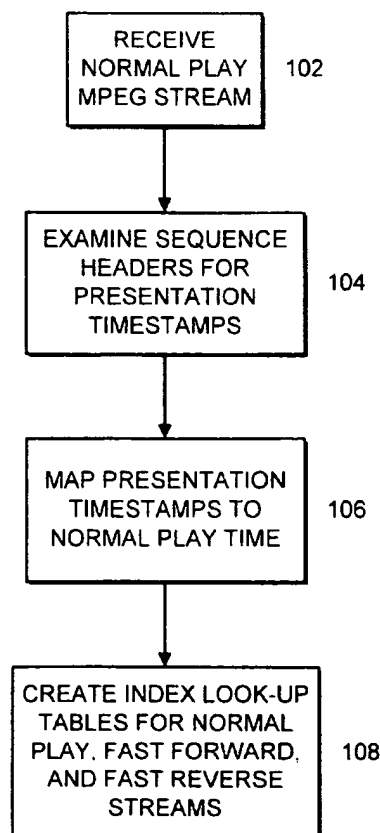 RECEIVE
NORMAL PLAY
MPEG STREAM
102
EXAMINE SEQUENCE
HEADERS FOR
PRESENTATION
TIMESTAMPS
104
MAP PRESENTATION
TIMESTAMPS TO
NORMAL PLAY TIME
106
CREATE INDEX LOOK-UP
TABLES FOR NORMAL
PLAY, FAST FORWARD,
AND FAST REVERSE
STREAMS
108